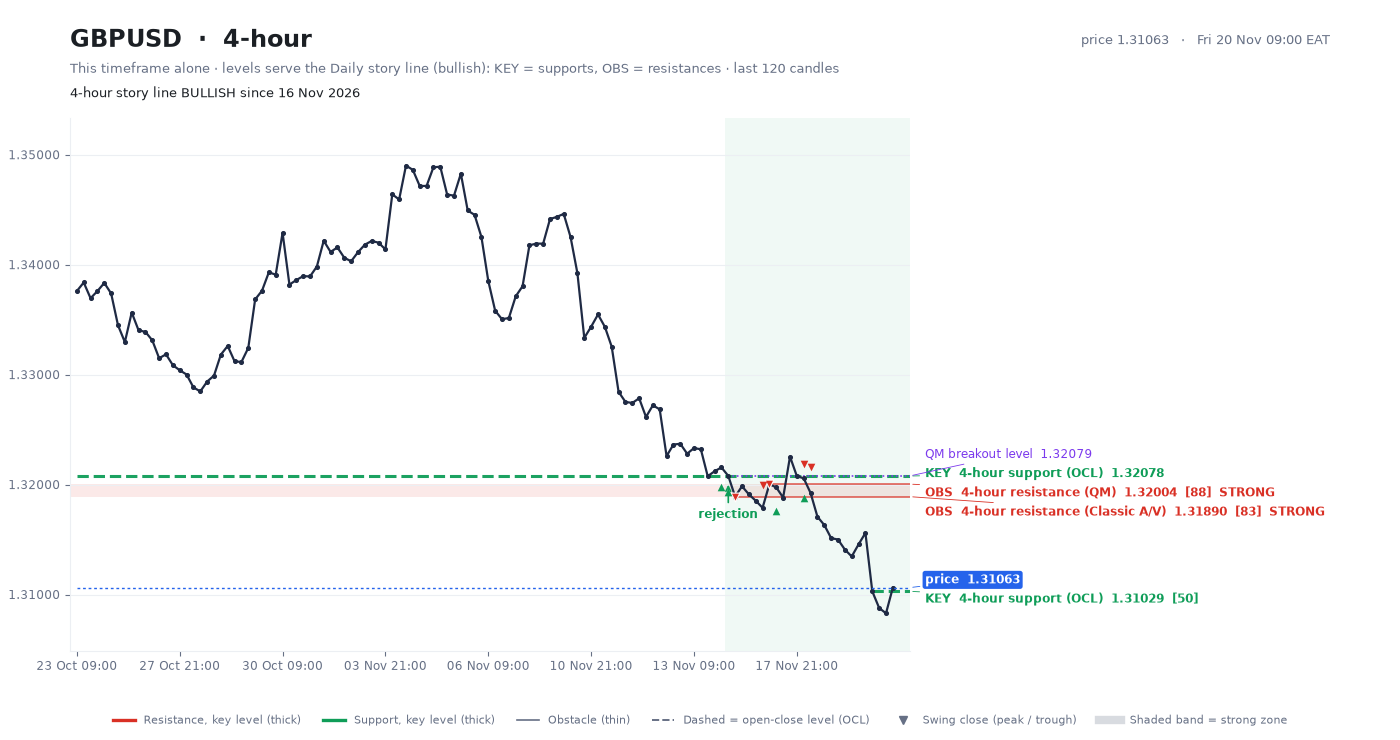 GBPUSD · 4-hour
price 1.31063 · Fri 20 Nov 09:00 EAT
This timeframe alone · levels serve the Daily story line (bullish): KEY = supports, OBS = resistances · last 120 candles
4-hour story line BULLISH since 16 Nov 2026
1.35000
1.34000
1.33000
1.32000
1.31000
QM breakout level 1.32079
KEY 4-hour support (OCL) 1.32078
OBS 4-hour resistance (QM) 1.32004 [88] STRONG
OBS 4-hour resistance (Classic A/V) 1.31890 [83] STRONG
rejection
price 1.31063
KEY 4-hour support (OCL) 1.31029 [50]
23 Oct 09:00 27 Oct 21:00 30 Oct 09:00 03 Nov 21:00 06 Nov 09:00 10 Nov 21:00 13 Nov 09:00 17 Nov 21:00
Resistance, key level (thick) Support, key level (thick) Obstacle (thin) Dashed = open-close level (OCL) Swing close (peak / trough) Shaded band = strong zone